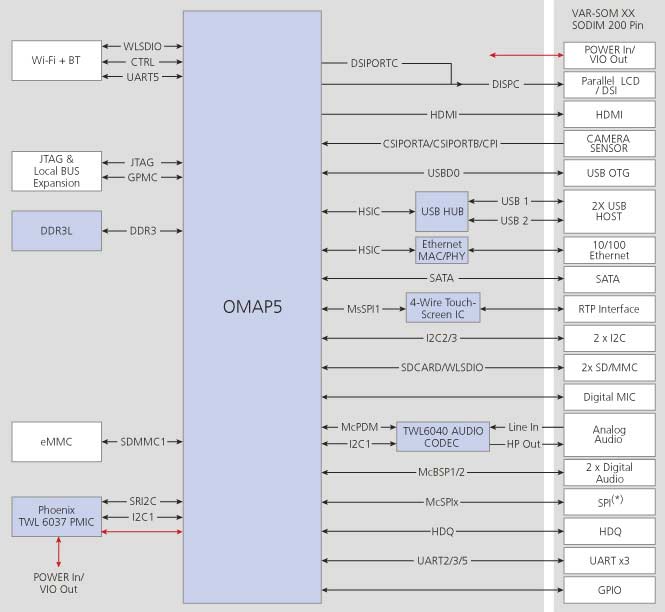 VAR-SOM XX
SODIM 200 Pin
Wi-Fi + BT
WLSDIO
CTRL
UART5
JTAG &
Local BUS
Expansion
JTAG
GPMC
DDR3L
DDR3
eMMC
SDMMC1
Phoenix
TWL 6037 PMIC
SRI2C
I2C1
POWER In/
VIO Out
OMAP5
DSIPORTC
DISPC
HDMI
CSIPORTA/CSIPORTB/CPI
USBD0
HSIC
USB HUB
USB 1
USB 2
HSIC
Ethernet
MAC/PHY
SATA
MsSPI1
4-Wire Touch-
Screen IC
I2C2/3
SDCARD/WLSDIO
McPDM
I2C1
TWL6040 AUDIO
CODEC
Line In
HP Out
McBSP1/2
McSPIx
HDQ
UART2/3/5
POWER In/
VIO Out
Parallel LCD
/ DSI
HDMI
CAMERA
SENSOR
USB OTG
2X USB
HOST
10/100
Ethernet
SATA
RTP Interface
2 x I2C
2x SD/MMC
Digital MIC
Analog
Audio
2 x Digital
Audio
SPI(*)
HDQ
UART x3
GPIO